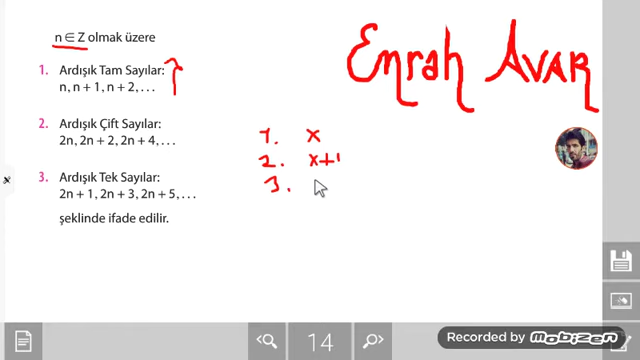 n ∈ Z olmak üzere
Enrah AVAR
1. Ardışık Tam Sayılar:
n, n + 1, n + 2, . . .
2. Ardışık Çift Sayılar:
2n, 2n + 2, 2n + 4, . . .
3. Ardışık Tek Sayılar:
2n + 1, 2n + 3, 2n + 5, . . .
şeklinde ifade edilir.
1. x
2. x+1
3.
14
Recorded by
mobizen